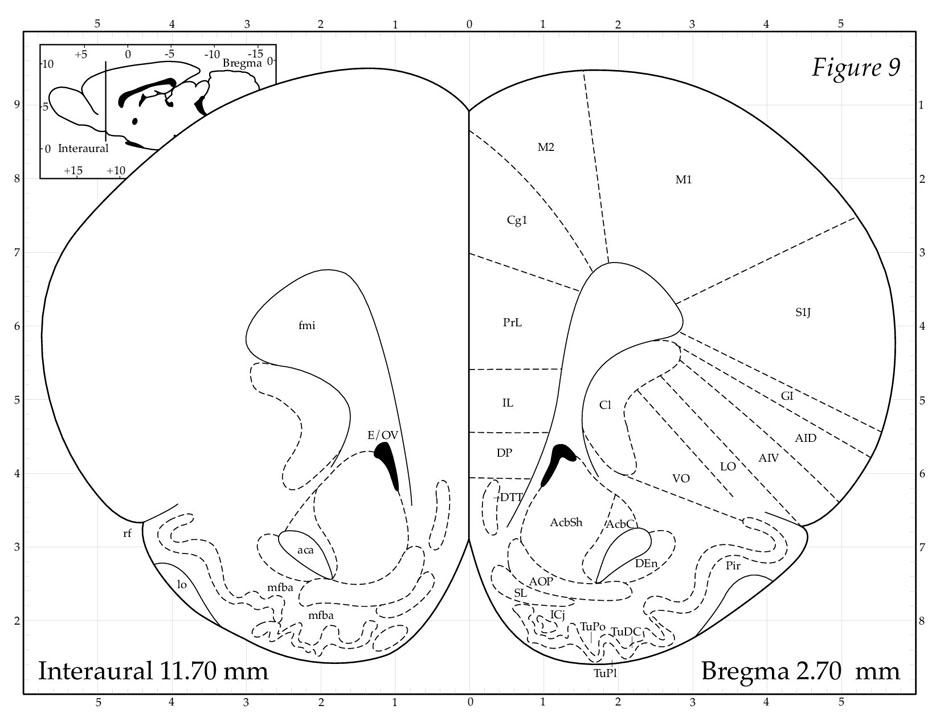 5 4 3 2 1 0 1 2 3 4 5
+5 0 -5 -10 -15
Bregma 0
10
5
0 Interaural
+15 +10
Figure 9
9 1
8 2
7 3
6 4
5 5
4 6
3 7
2 8
M2
M1
Cg1
S1J
PrL
fmi
GI
IL
Cl
E/OV
AID
DP
AIV
LO
VO
DTT
AcbSh
AcbC
rf
aca
DEn
Pir
lo
mfba
AOP
SL
mfba
ICj
TuPo
TuDC
TuPl
Interaural 11.70 mm
Bregma 2.70 mm
5 4 3 2 1 0 1 2 3 4 5